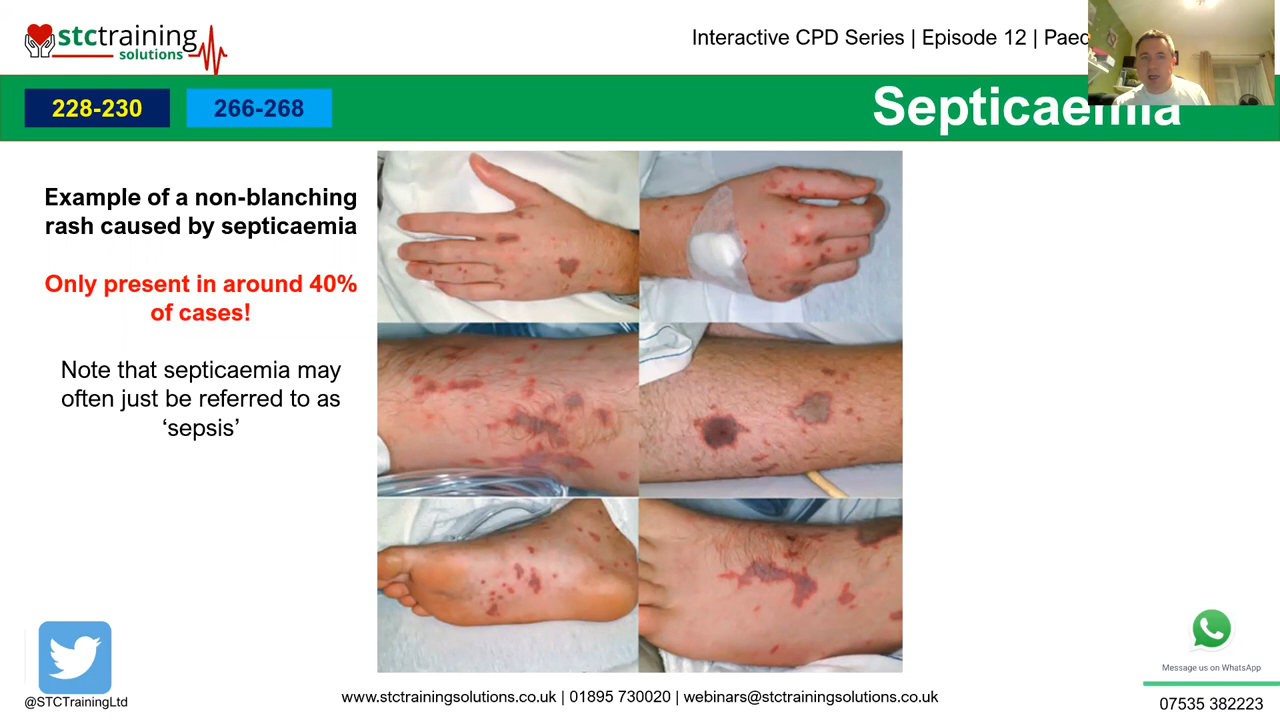 stctraining
solutions
Interactive CPD Series | Episode 12 |
228-230
266-268
Septicaemia
Example of a non-blanching
rash caused by septicaemia
Only present in around 40%
of cases!
Note that septicaemia may
often just be referred to as
‘sepsis’
@STCTrainingLtd
www.stctrainingsolutions.co.uk | 01895 730020 | webinars@stctrainingsolutions.co.uk
Message us on WhatsApp
07535 382223